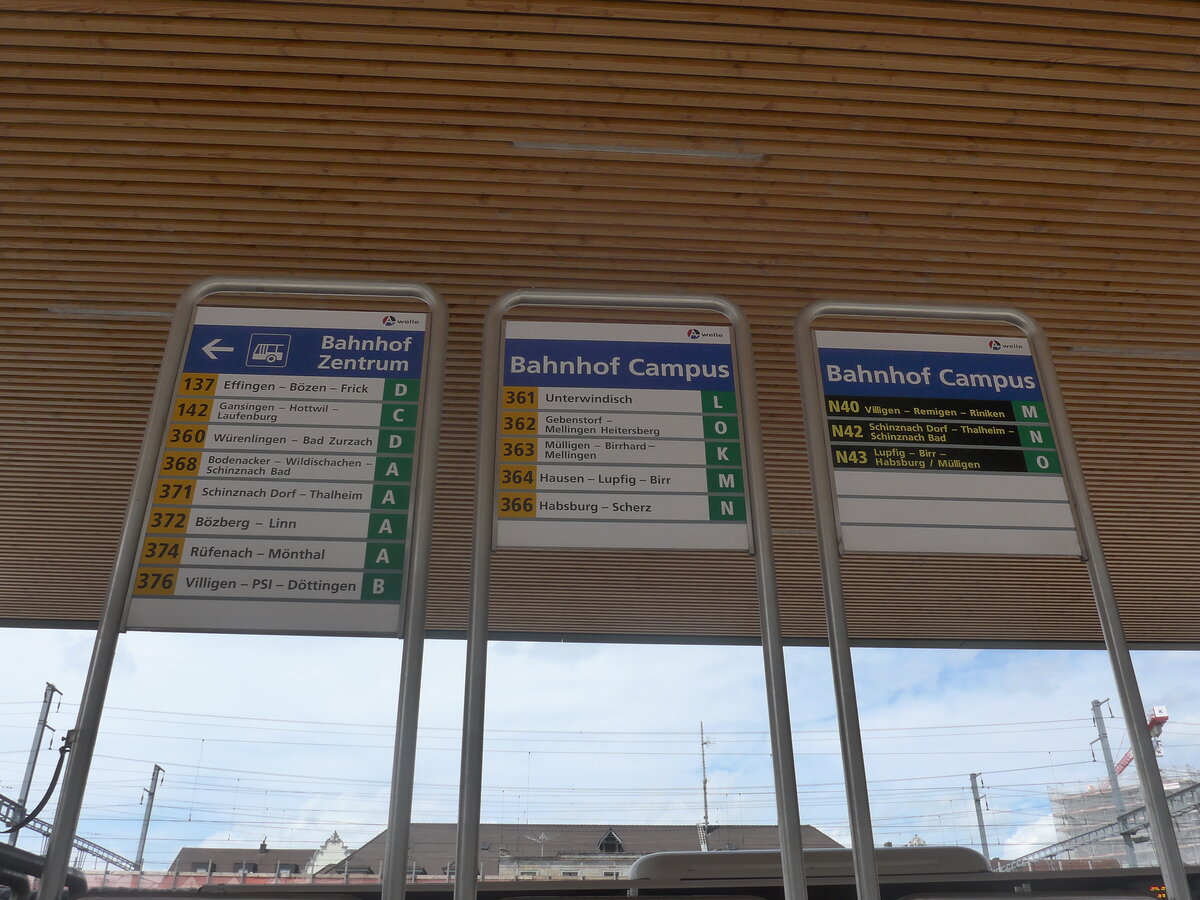 A welle
Bahnhof
Zentrum
137 Effingen – Bözen – Frick D
142 Gansingen – Hottwil –
Laufenburg C
360 Würenlingen – Bad Zurzach D
368 Bodenacker – Wildischachen –
Schinznach Bad A
371 Schinznach Dorf – Thalheim A
372 Bözberg – Linn A
374 Rüfenach – Mönthal A
376 Villigen – PSI – Döttingen B
A welle
Bahnhof Campus
361 Unterwindisch L
362 Gebenstorf –
Mellingen Heitersberg O
363 Mülligen – Birrhard –
Mellingen K
364 Hausen – Lupfig – Birr M
366 Habsburg – Scherz N
A welle
Bahnhof Campus
N40 Villigen – Remigen – Riniken M
N42 Schinznach Dorf – Thalheim –
Schinznach Bad N
N43 Lupfig – Birr –
Habsburg / Mülligen O